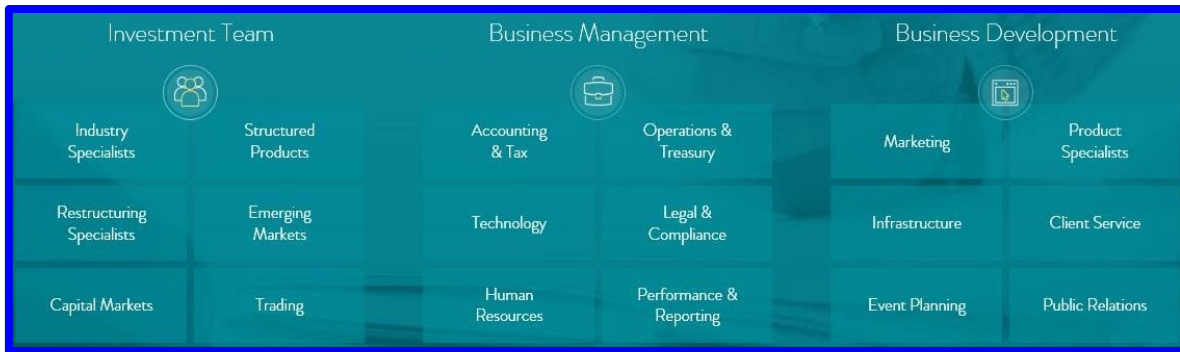 Investment Team
Industry
Specialists
Structured
Products
Restructuring
Specialists
Emerging
Markets
Capital Markets
Trading
Business Management
Accounting
& Tax
Operations &
Treasury
Technology
Legal &
Compliance
Human
Resources
Performance &
Reporting
Business Development
Marketing
Product
Specialists
Infrastructure
Client Service
Event Planning
Public Relations